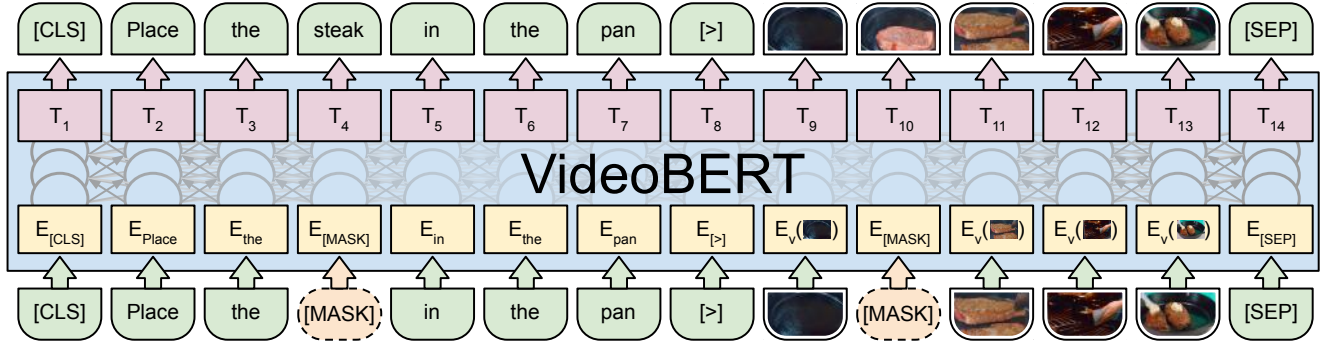 [CLS] Place the steak in the pan [>] [SEP]
T1 T2 T3 T4 T5 T6 T7 T8 T9 T10 T11 T12 T13 T14
VideoBERT
E[CLS] EPlace Ethe E[MASK] Ein Ethe Epan E[>] Ev( ) E[MASK] Ev( ) Ev( ) Ev( ) E[SEP]
[CLS] Place the [MASK] in the pan [>] [MASK] [SEP]